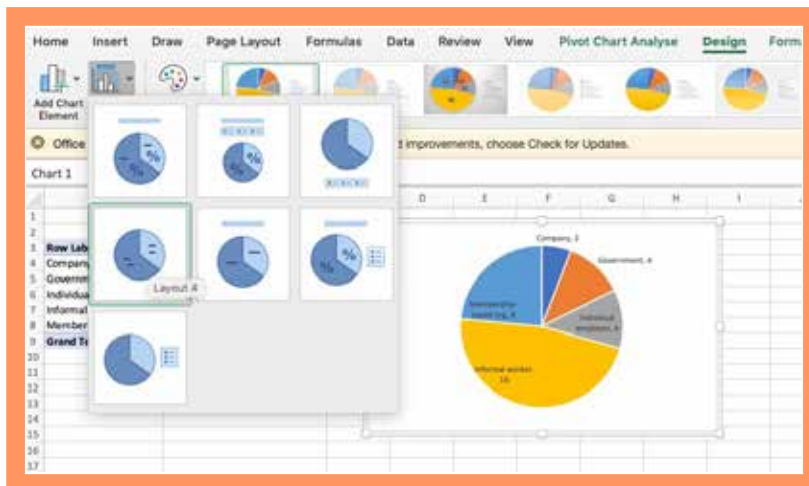 Home Insert Draw Page Layout Formulas Data Review View Pivot Chart Analyse Design Form
Add Chart
Element
Office
d improvements, choose Check for Updates.
Chart 1
D E F G H I
1
2
3 Row Lab
4 Company
5 Governm
6 Individua
7 Informal
8 Member
9 Grand To
10
11
12
13
14
15
16
17
% %
%
Layout 4
% %
Company, 2
Government, 4
Individual
employer, 4
Informal worker,